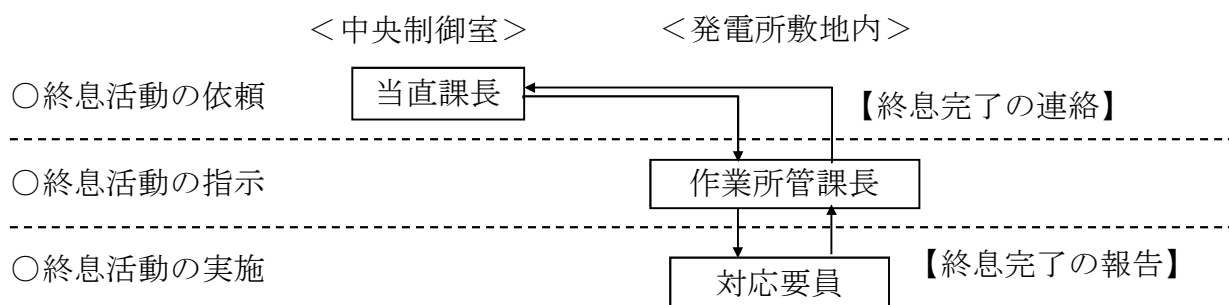 ＜中央制御室＞ ＜発電所敷地内＞
○終息活動の依頼 当直課長 【終息完了の連絡】
○終息活動の指示 作業所管課長
○終息活動の実施 対応要員 【終息完了の報告】